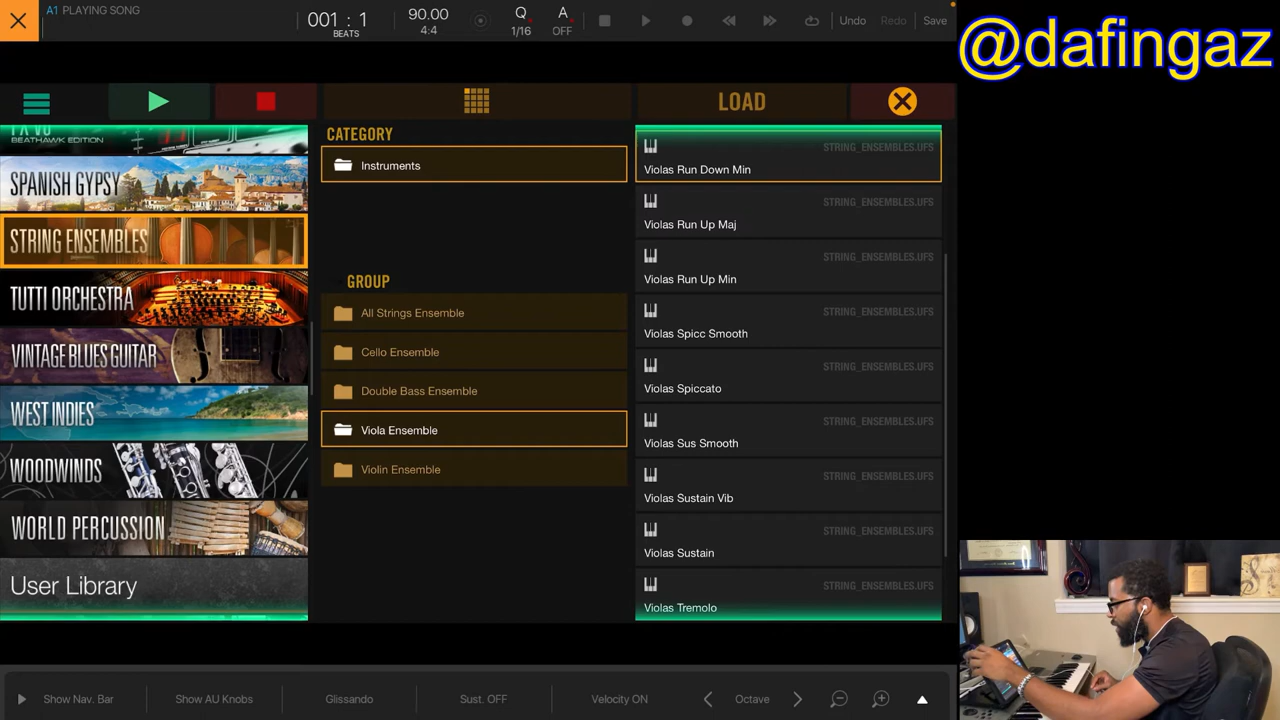 A1 PLAYING SONG
001 : 1
BEATS
90.00
4:4
Q
1/16
A
OFF
Undo
Redo
Save
@dafingaz
LOAD
BEATHAWK EDITION
SPANISH GYPSY
STRING ENSEMBLES
TUTTI ORCHESTRA
VINTAGE BLUES GUITAR
WEST INDIES
WOODWINDS
WORLD PERCUSSION
User Library
CATEGORY
Instruments
GROUP
All Strings Ensemble
Cello Ensemble
Double Bass Ensemble
Viola Ensemble
Violin Ensemble
STRING_ENSEMBLES.UFS
Violas Run Down Min
STRING_ENSEMBLES.UFS
Violas Run Up Maj
STRING_ENSEMBLES.UFS
Violas Run Up Min
STRING_ENSEMBLES.UFS
Violas Spicc Smooth
STRING_ENSEMBLES.UFS
Violas Spiccato
STRING_ENSEMBLES.UFS
Violas Sus Smooth
STRING_ENSEMBLES.UFS
Violas Sustain Vib
STRING_ENSEMBLES.UFS
Violas Sustain
STRING_ENSEMBLES.UFS
Violas Tremolo
Show Nav. Bar
Show AU Knobs
Glissando
Sust. OFF
Velocity ON
Octave